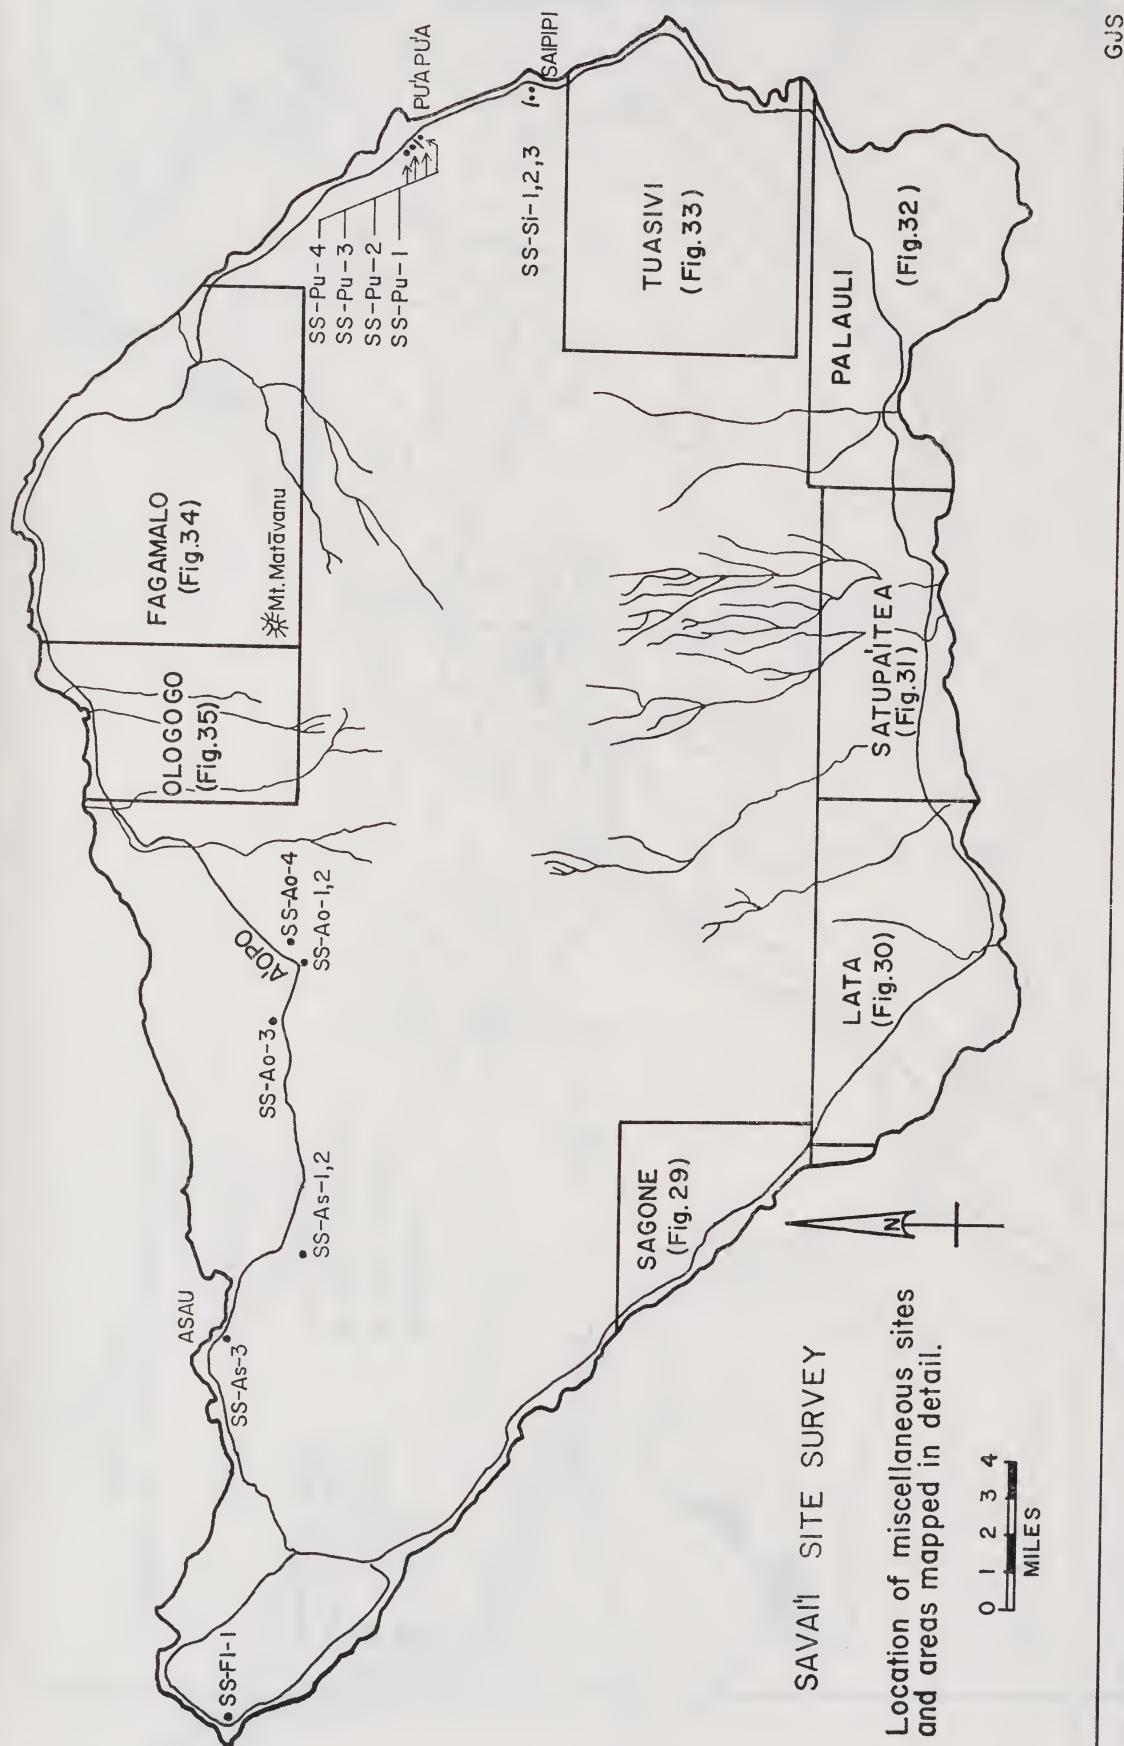 SAVAI'I SITE SURVEY
Location of miscellaneous sites
and areas mapped in detail.
0 1 2 3 4
MILES
N
SS-Fl-1
ASAU
SS-As-3
SS-As-1,2
SS-Ao-3
A'OPO
SS-Ao-4
SS-Ao-1,2
OLOGOGO
(Fig.35)
FAGAMALO
(Fig.34)
Mt. Matāvanu
SS-Pu-4
SS-Pu-3
SS-Pu-2
SS-Pu-1
PU'APU'A
SAIPIPI
SS-Si-1,2,3
TUASIVI
(Fig.33)
PALAULI
(Fig.32)
SATUPA'ITEA
(Fig.31)
LATA
(Fig.30)
SAGONE
(Fig.29)
GJS